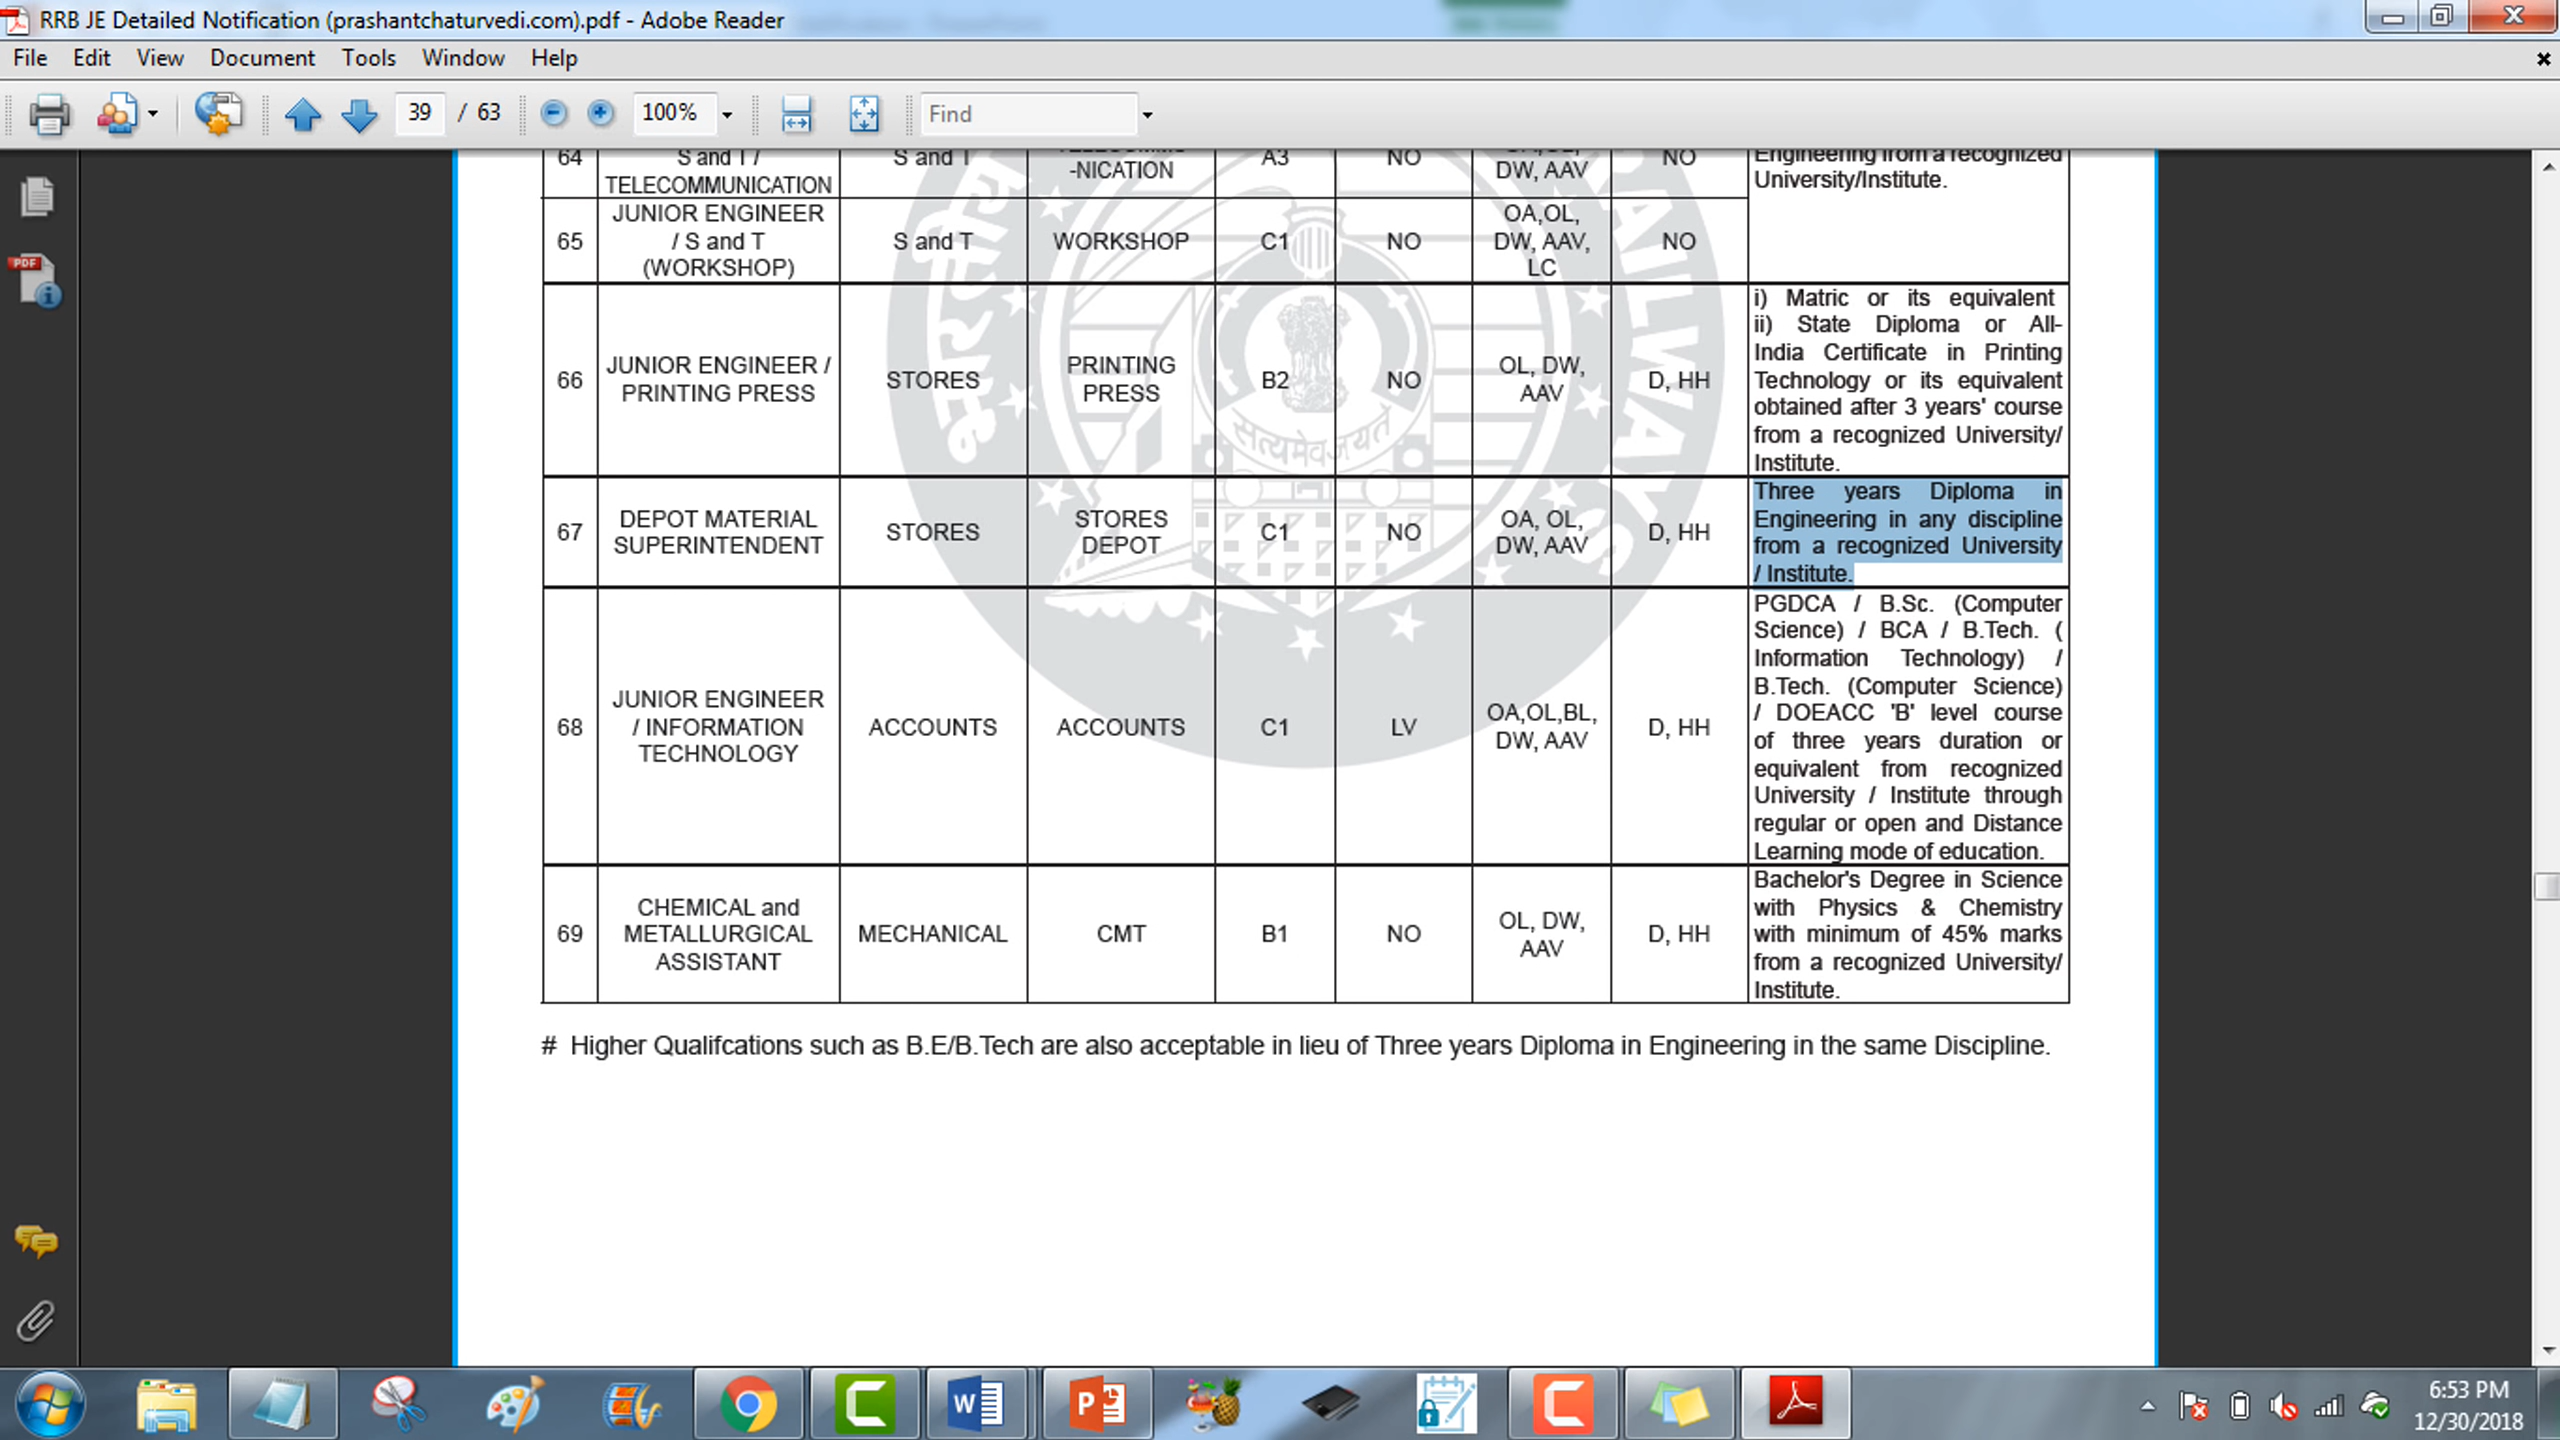 RRB JE Detailed Notification (prashantchaturvedi.com).pdf - Adobe Reader
File Edit View Document Tools Window Help
39 / 63 100% Find
64 S and T / TELECOMMUNICATION S and T -NICATION A3 NO DW, AAV NO Engineering from a recognized University/Institute.
65 JUNIOR ENGINEER / S and T (WORKSHOP) S and T WORKSHOP C1 NO OA,OL, DW, AAV, LC NO
66 JUNIOR ENGINEER / PRINTING PRESS STORES PRINTING PRESS B2 NO OL, DW, AAV D, HH
i) Matric or its equivalent
ii) State Diploma or All-
India Certificate in Printing
Technology or its equivalent
obtained after 3 years' course
from a recognized University/
Institute.
67 DEPOT MATERIAL SUPERINTENDENT STORES STORES DEPOT C1 NO OA, OL, DW, AAV D, HH
Three years Diploma in
Engineering in any discipline
from a recognized University
/ Institute.
68 JUNIOR ENGINEER / INFORMATION TECHNOLOGY ACCOUNTS ACCOUNTS C1 LV OA,OL,BL, DW, AAV D, HH
PGDCA / B.Sc. (Computer
Science) / BCA / B.Tech. (
Information Technology) /
B.Tech. (Computer Science)
/ DOEACC 'B' level course
of three years duration or
equivalent from recognized
University / Institute through
regular or open and Distance
Learning mode of education.
69 CHEMICAL and METALLURGICAL ASSISTANT MECHANICAL CMT B1 NO OL, DW, AAV D, HH
Bachelor's Degree in Science
with Physics & Chemistry
with minimum of 45% marks
from a recognized University/
Institute.
# Higher Qualifcations such as B.E/B.Tech are also acceptable in lieu of Three years Diploma in Engineering in the same Discipline.
सत्यमेव जयते
6:53 PM
12/30/2018